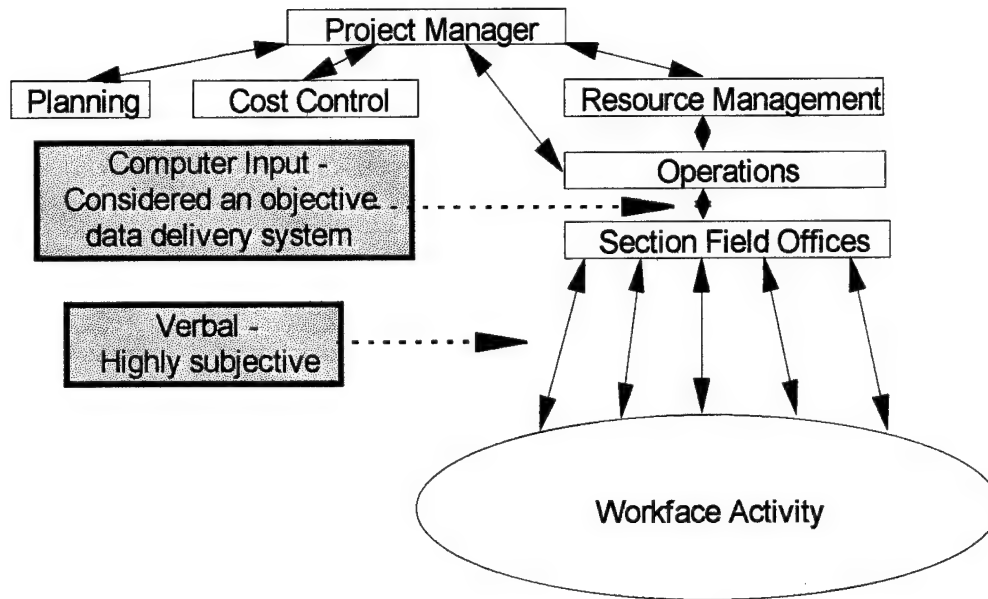 Project Manager
Planning
Cost Control
Resource Management
Computer Input -
Considered an objective
data delivery system
Operations
Section Field Offices
Verbal -
Highly subjective
Workface Activity